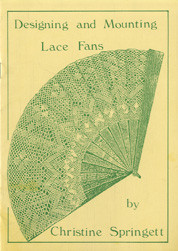 Designing and Mounting
Lace Fans
by
Christine Springett